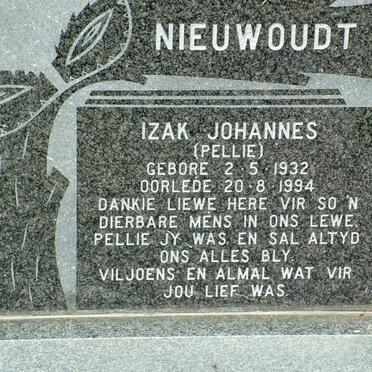 NIEUWOUDT
IZAK JOHANNES
(PELLIE)
GEBORE 2·5·1932
OORLEDE 20·8·1994
DANKIE LIEWE HERE VIR SO 'N
DIERBARE MENS IN ONS LEWE.
PELLIE JY WAS EN SAL ALTYD
ONS ALLES BLY.
VILJOENS EN ALMAL WAT VIR
JOU LIEF WAS